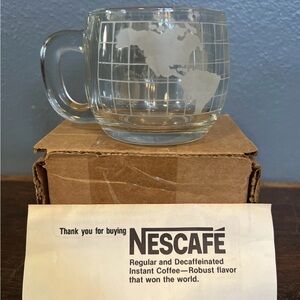 Thank you for buying NESCAFÉ
Regular and Decaffeinated
Instant Coffee—Robust flavor
that won the world.